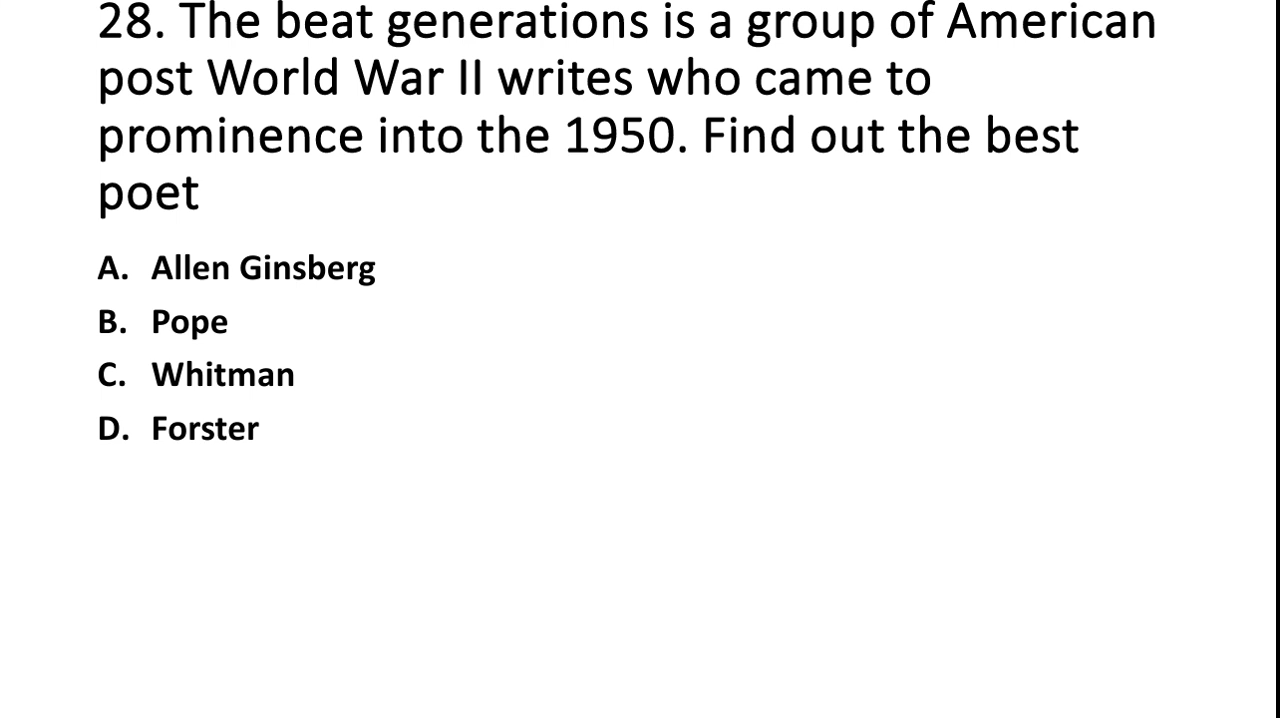 28. The beat generations is a group of American
post World War II writes who came to
prominence into the 1950. Find out the best
poet
A. Allen Ginsberg
B. Pope
C. Whitman
D. Forster